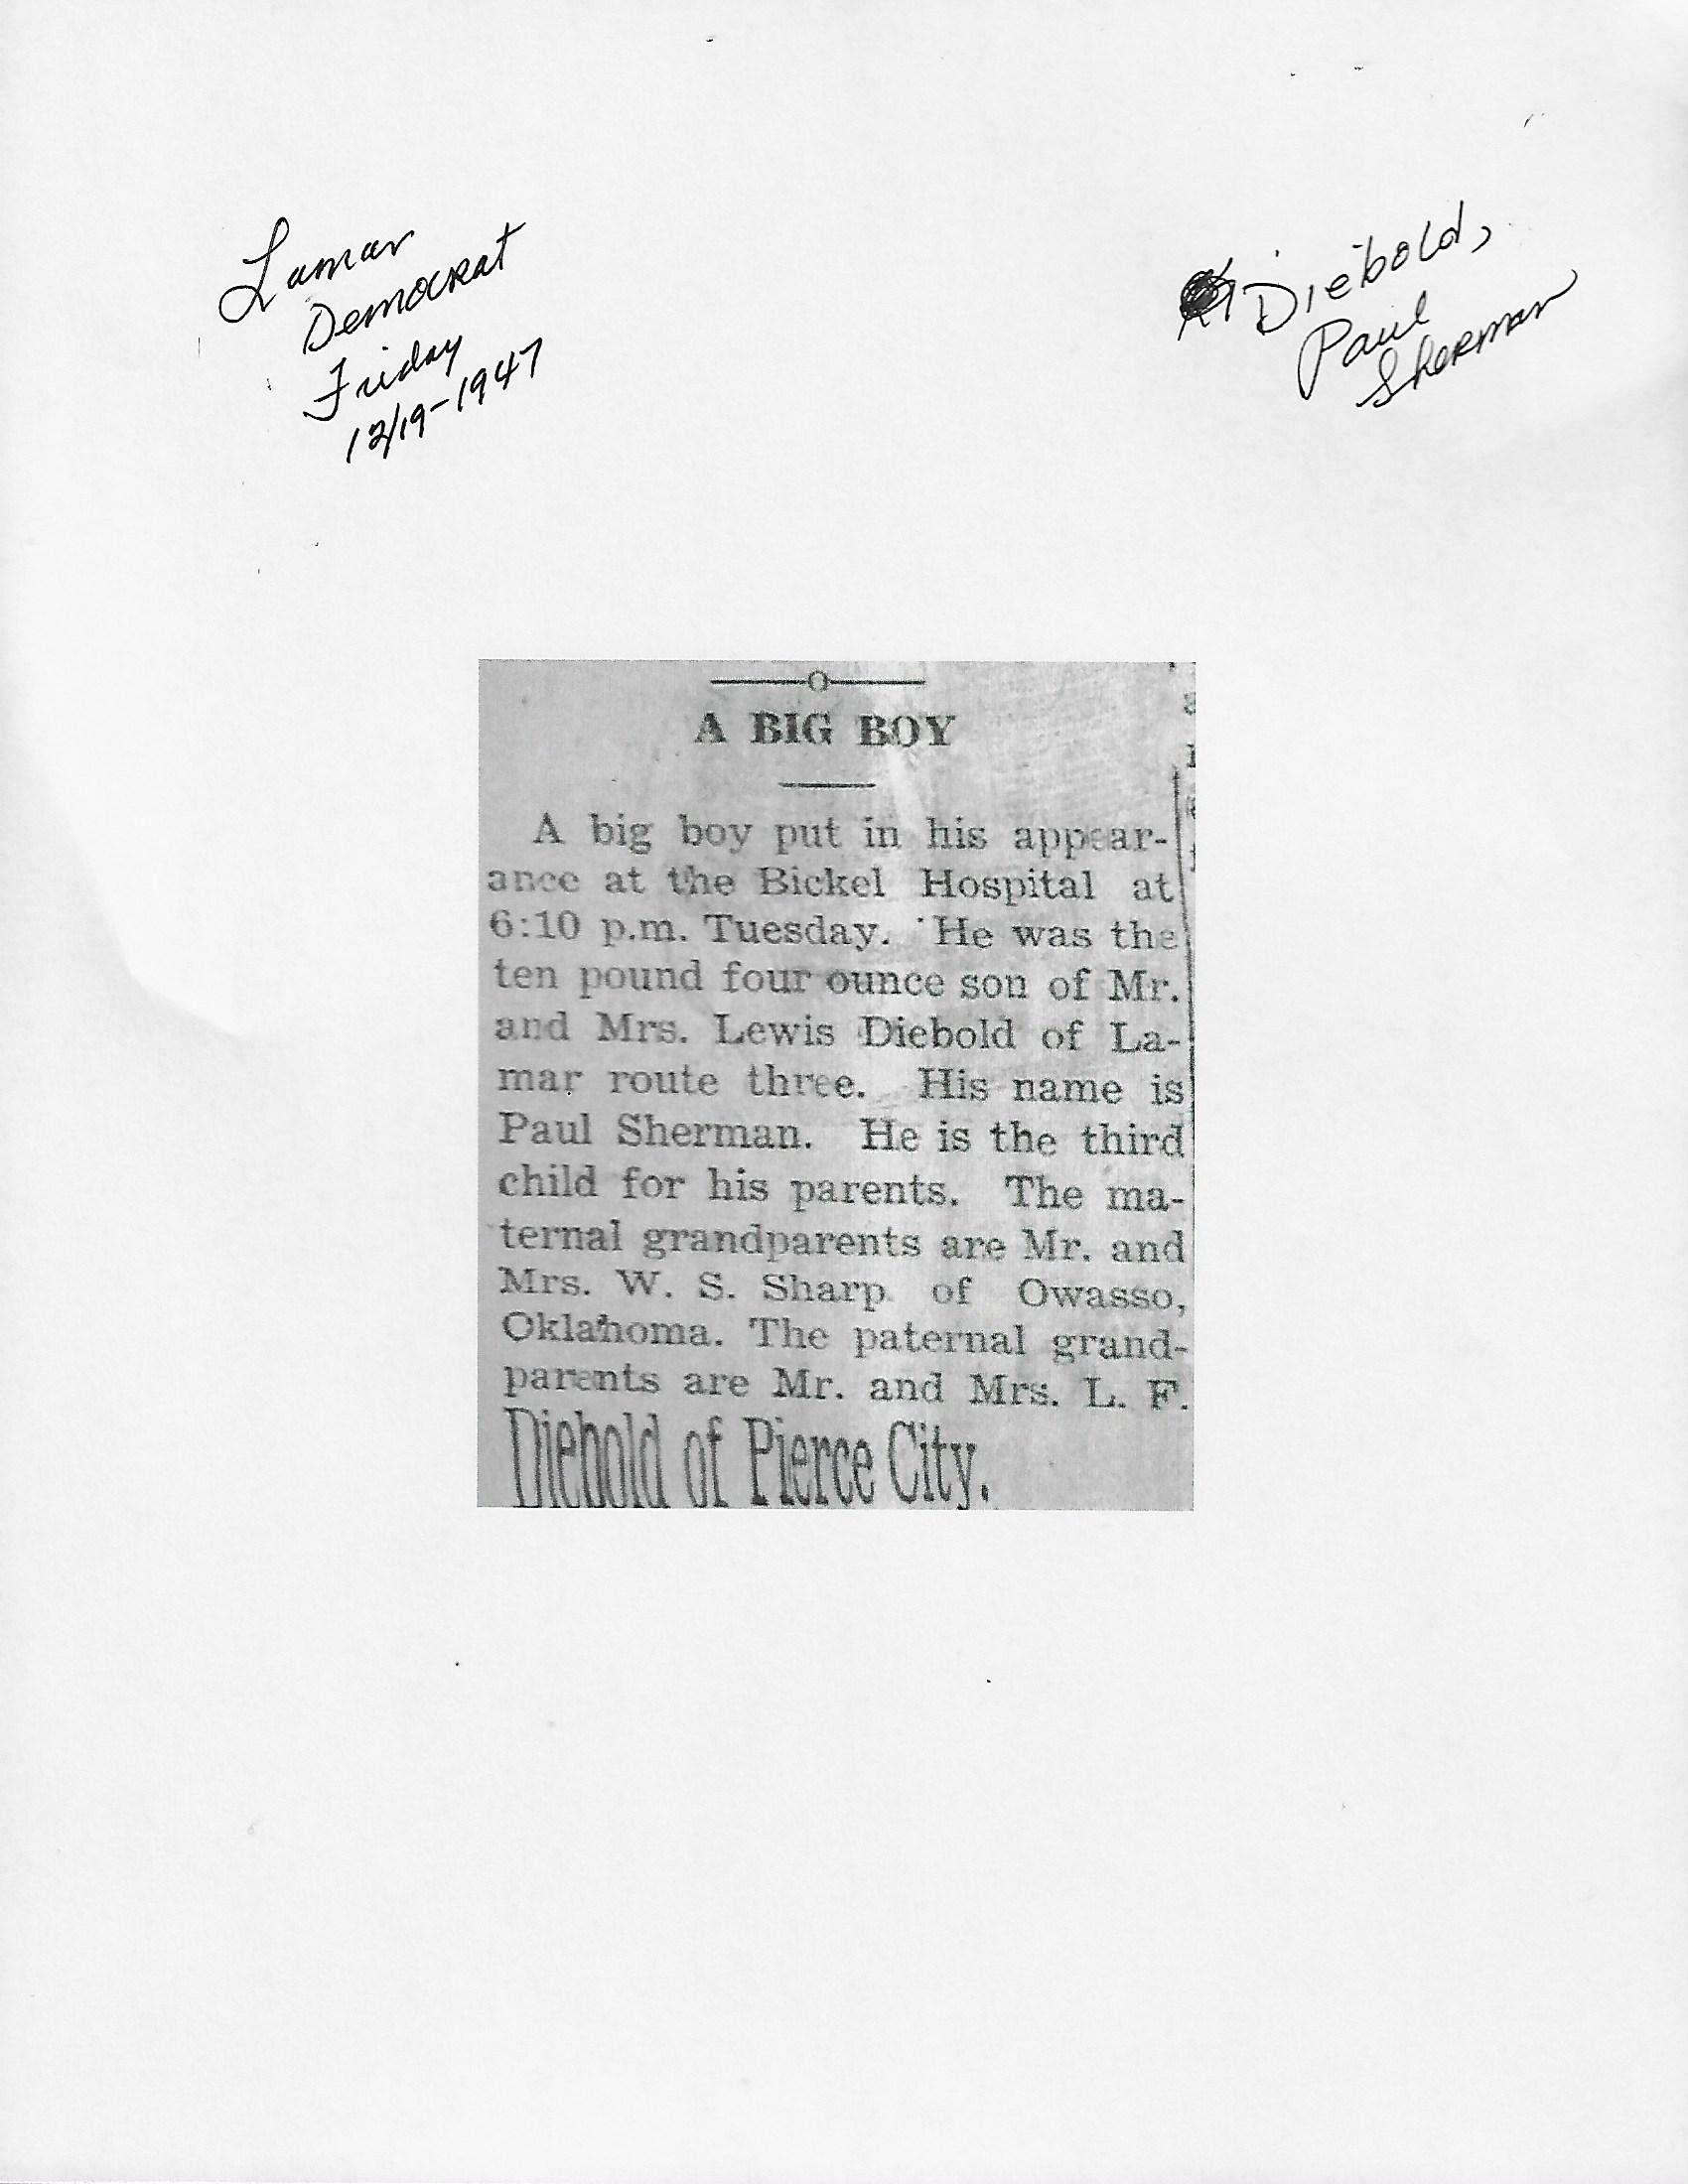 Lamar
Democrat
Friday
12/19-1947
Diebold,
Paul
Sherman
A BIG BOY
A big boy put in his appear-
ance at the Bickel Hospital at
6:10 p.m. Tuesday. He was the
ten pound four ounce son of Mr.
and Mrs. Lewis Diebold of La-
mar route three. His name is
Paul Sherman. He is the third
child for his parents. The ma-
ternal grandparents are Mr. and
Mrs. W. S. Sharp of Owasso,
Oklahoma. The paternal grand-
parents are Mr. and Mrs. L. F.
Diebold of Pierce City.